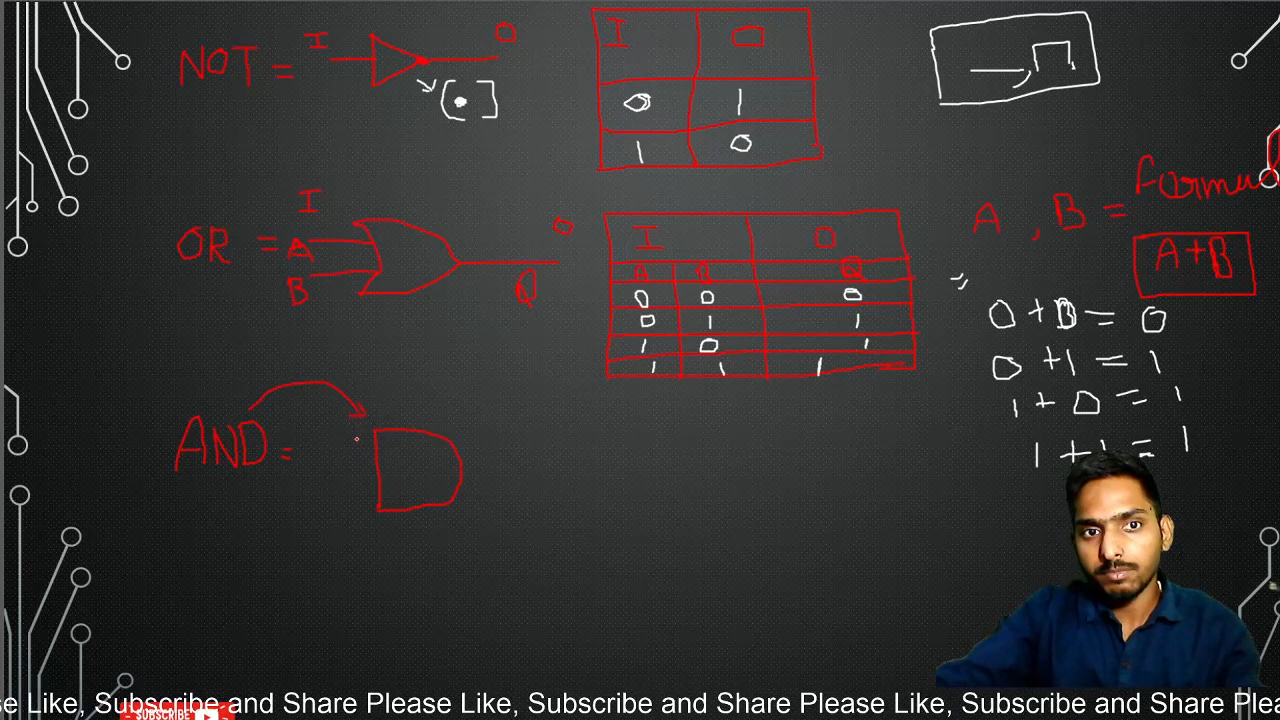 NOT = I O
I O
0 1
1 0
OR = I A B O Q
I O
A B Q
0 0 0
0 1 1
1 0 1
1 1 1
A , B = formul
A+B
0 + B = 0
0 + 1 = 1
1 + 0 = 1
1 + 1 = 1
AND =
se Like, Subscribe and Share Please Like, Subscribe and Share Please Like, Subscribe and Share Plea
SUBSCRIBE